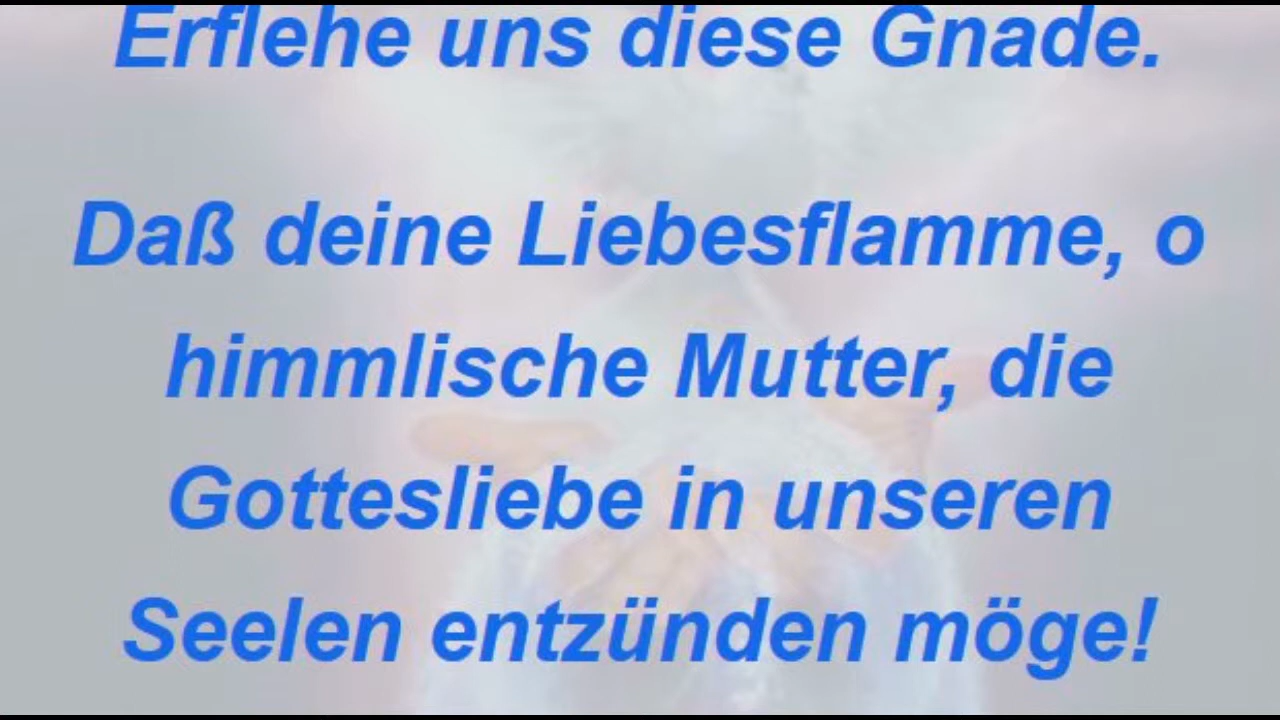 Erflehe uns diese Gnade.
Daß deine Liebesflamme, o
himmlische Mutter, die
Gottesliebe in unseren
Seelen entzünden möge!